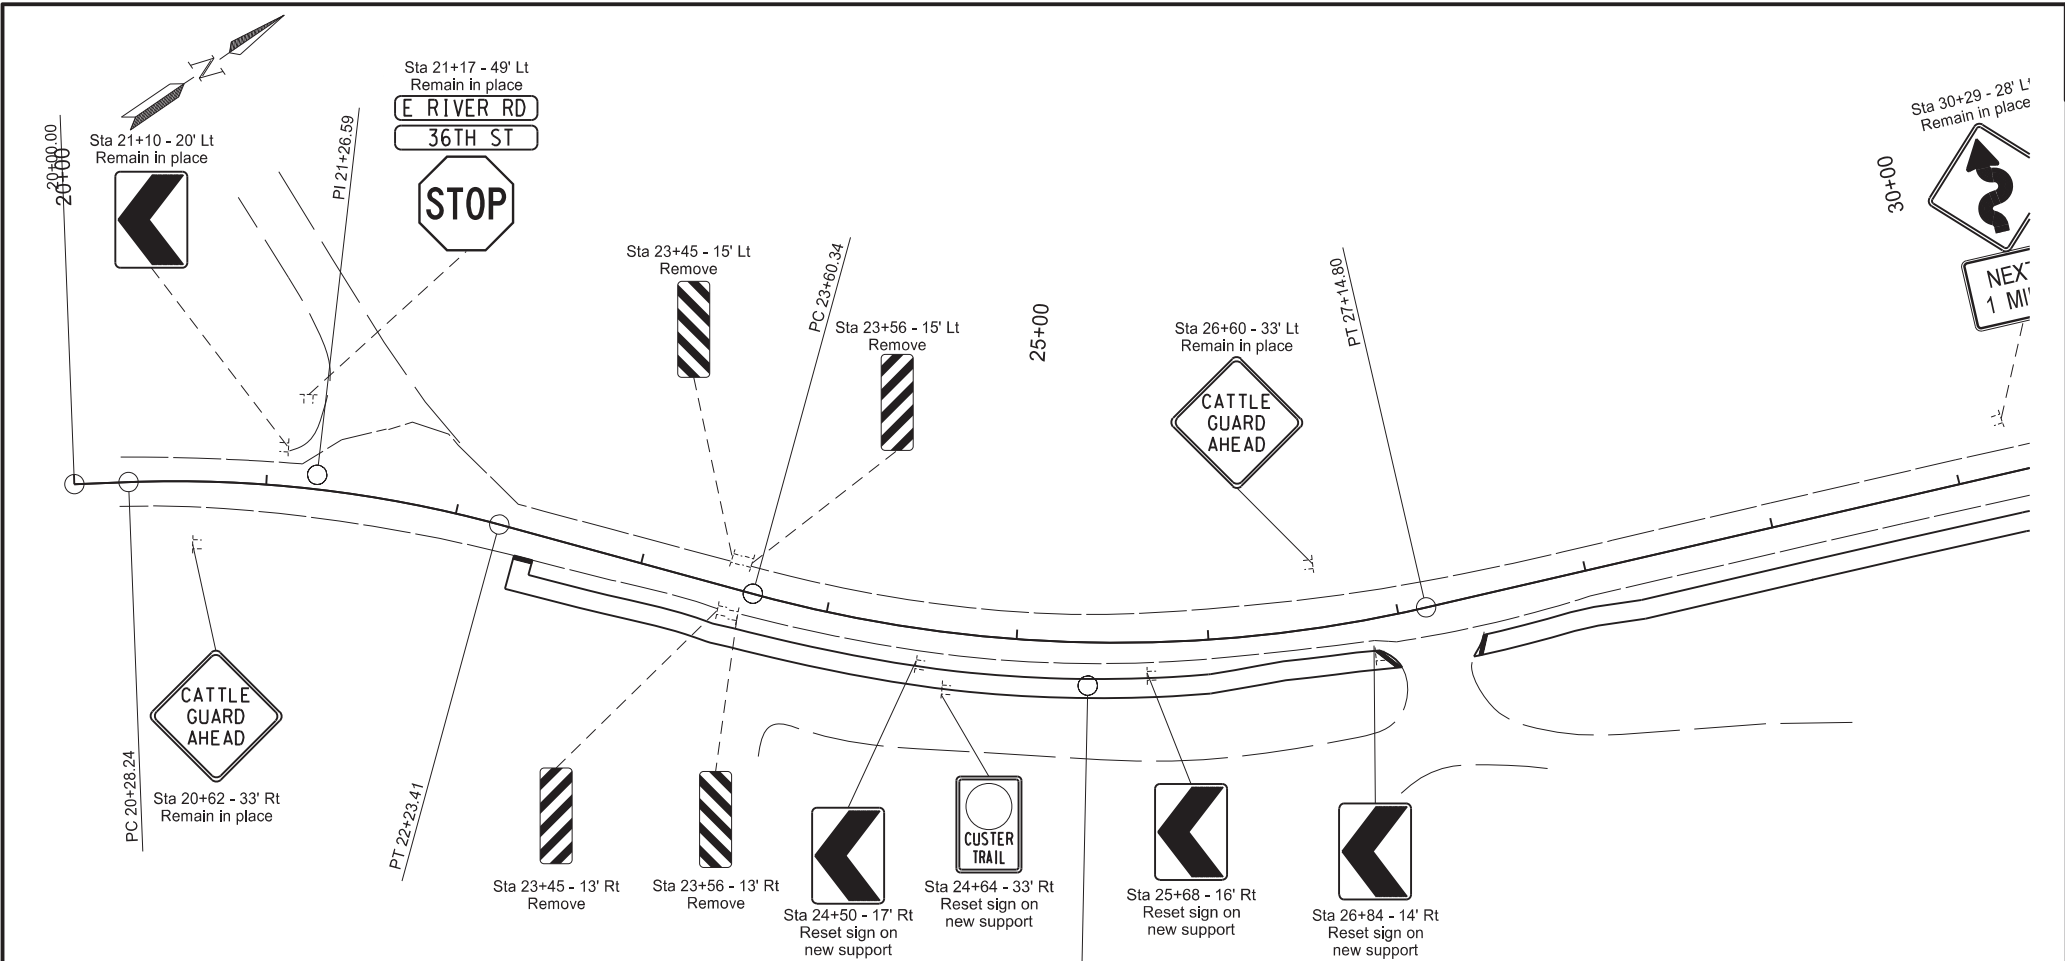 N
20+00.00
20+00
Sta 21+10 - 20' Lt
Remain in place
PI 21+26.59
Sta 21+17 - 49' Lt
Remain in place
E RIVER RD
36TH ST
STOP
Sta 23+45 - 15' Lt
Remove
PC 23+60.34
Sta 23+56 - 15' Lt
Remove
25+00
Sta 26+60 - 33' Lt
Remain in place
CATTLE
GUARD
AHEAD
PT 27+14.80
30+00
Sta 30+29 - 28'
Remain in place
1
CATTLE
GUARD
AHEAD
Sta 20+62 - 33' Rt
Remain in place
PC 20+28.24
PT 22+23.41
Sta 23+45 - 13' Rt
Remove
Sta 23+56 - 13' Rt
Remove
Sta 24+50 - 17' Rt
Reset sign on
new support
CUSTER
TRAIL
Sta 24+64 - 33' Rt
Reset sign on
new support
Sta 25+68 - 16' Rt
Reset sign on
new support
Sta 26+84 - 14' Rt
Reset sign on
new support